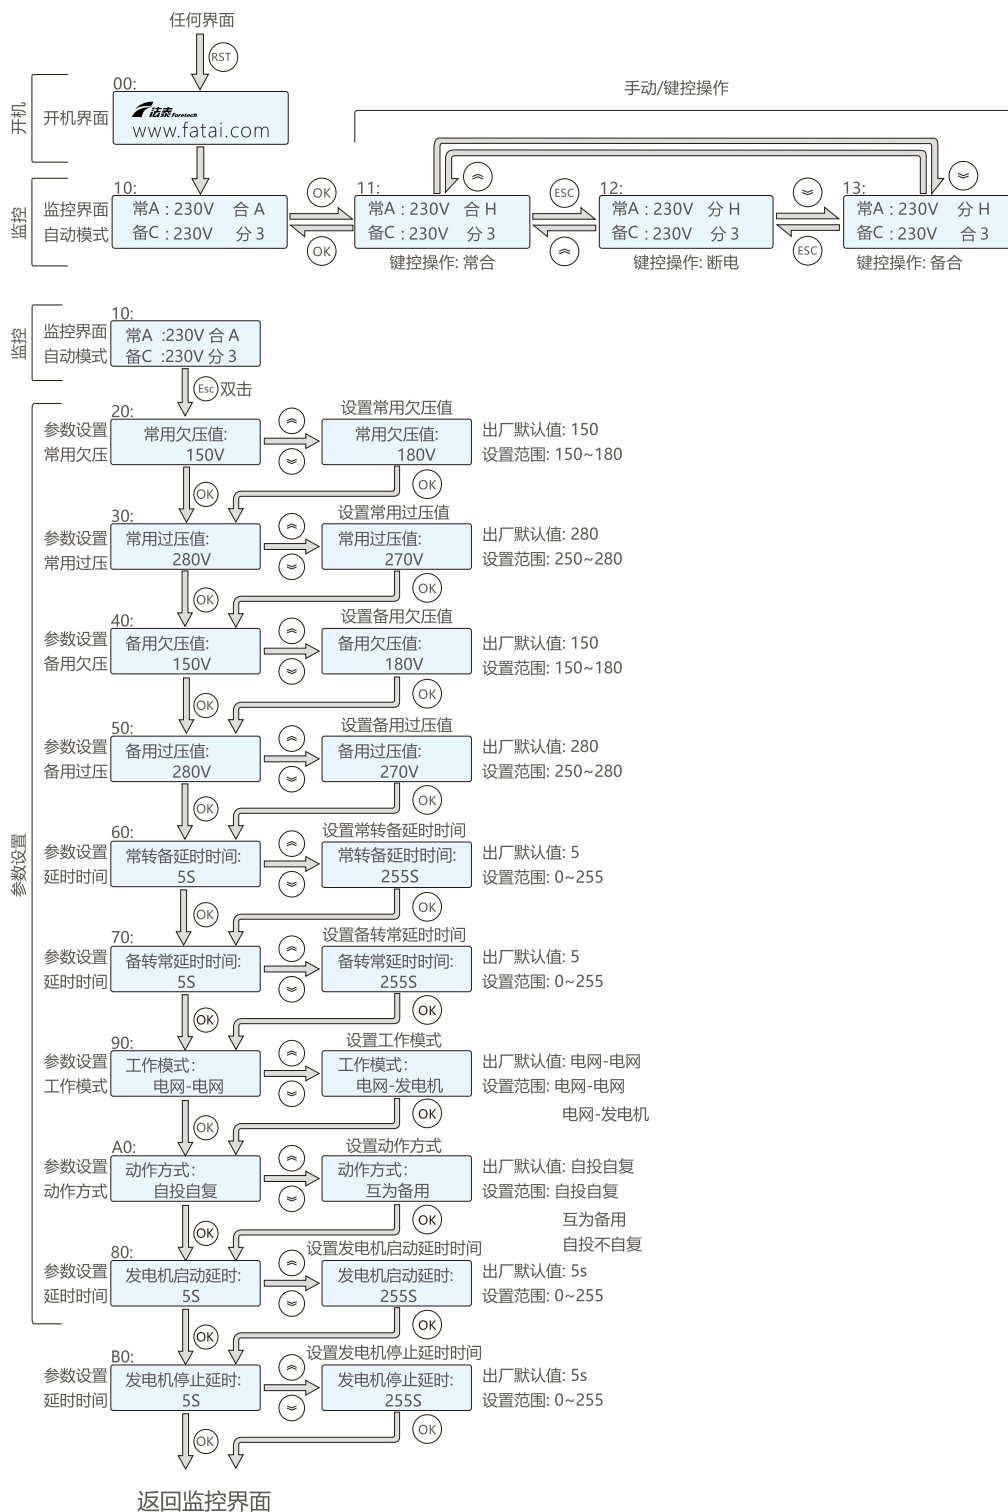 任何界面
RST
手动/键控操作
开机
开机界面
00:
法泰 Foretech
www.fatai.com
监控
监控界面
自动模式
10:
常A : 230V 合 A
备C : 230V 分 3
OK
OK
11:
常A : 230V 合 H
备C : 230V 分 3
键控操作: 常合
ESC
12:
常A : 230V 分 H
备C : 230V 分 3
键控操作: 断电
ESC
13:
常A : 230V 分 H
备C : 230V 合 3
键控操作: 备合
监控
监控界面
自动模式
10:
常A :230V 合 A
备C :230V 分 3
Esc 双击
参数设置
参数设置
常用欠压
20:
常用欠压值:
150V
设置常用欠压值
常用欠压值:
180V
出厂默认值: 150
设置范围: 150~180
OK
OK
参数设置
常用过压
30:
常用过压值:
280V
设置常用过压值
常用过压值:
270V
出厂默认值: 280
设置范围: 250~280
OK
OK
参数设置
备用欠压
40:
备用欠压值:
150V
设置备用欠压值
备用欠压值:
180V
出厂默认值: 150
设置范围: 150~180
OK
OK
参数设置
备用过压
50:
备用过压值:
280V
设置备用过压值
备用过压值:
270V
出厂默认值: 280
设置范围: 250~280
OK
OK
参数设置
延时时间
60:
常转备延时时间:
5S
设置常转备延时时间
常转备延时时间:
255S
出厂默认值: 5
设置范围: 0~255
OK
OK
参数设置
延时时间
70:
备转常延时时间:
5S
设置备转常延时时间
备转常延时时间:
255S
出厂默认值: 5
设置范围: 0~255
OK
OK
参数设置
工作模式
90:
工作模式:
电网-电网
设置工作模式
工作模式:
电网-发电机
出厂默认值: 电网-电网
设置范围: 电网-电网
电网-发电机
OK
OK
参数设置
动作方式
A0:
动作方式:
自投自复
设置动作方式
动作方式:
互为备用
出厂默认值: 自投自复
设置范围: 自投自复
互为备用
自投不自复
OK
OK
参数设置
延时时间
80:
发电机启动延时:
5S
设置发电机启动延时时间
发电机启动延时:
255S
出厂默认值: 5s
设置范围: 0~255
OK
OK
参数设置
延时时间
B0:
发电机停止延时:
5S
设置发电机停止延时时间
发电机停止延时:
255S
出厂默认值: 5s
设置范围: 0~255
OK
OK
返回监控界面